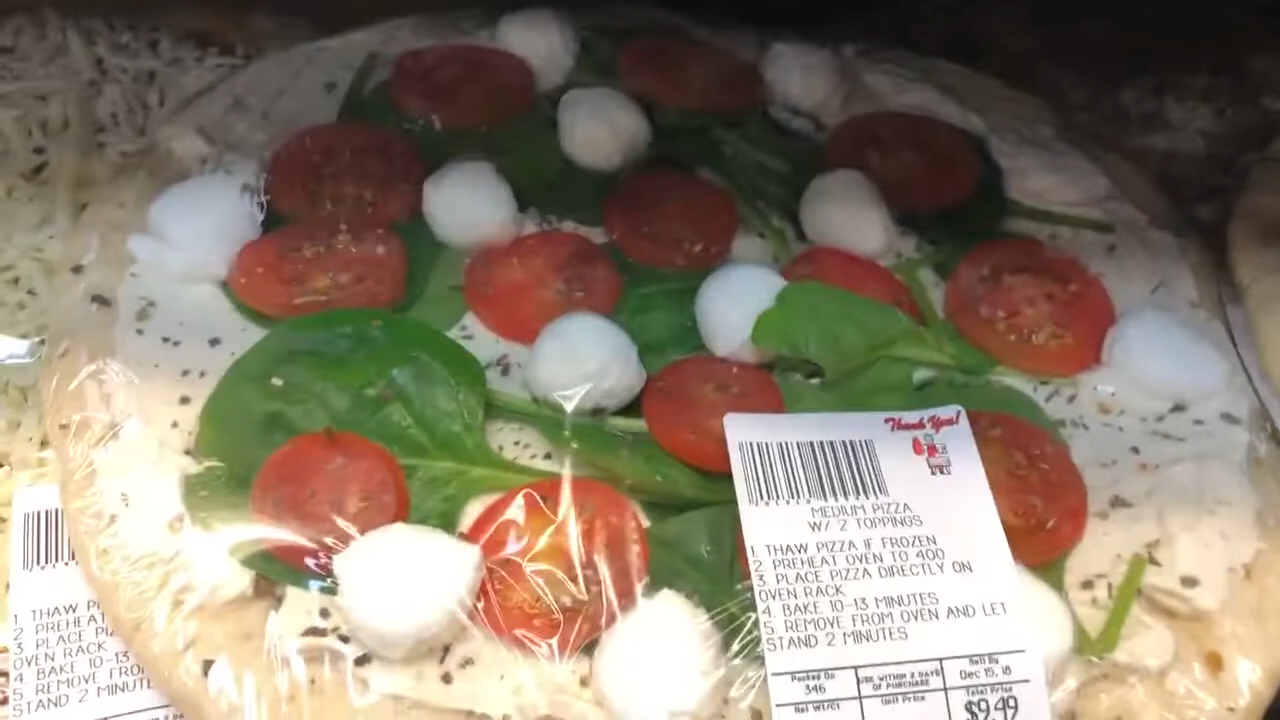 Thank You!
MEDIUM PIZZA
W/ 2 TOPPINGS
1. THAW PIZZA IF FROZEN
2. PREHEAT OVEN TO 400
3. PLACE PIZZA DIRECTLY ON
OVEN RACK
4. BAKE 10-13 MINUTES
5. REMOVE FROM OVEN AND LET
STAND 2 MINUTES
Packed On
346
USE WITHIN 2 DAYS
OF PURCHASE
Sell By
Dec 15, 18
Net Wt/Ct
Unit Price
Total Price
$9.49
1. THAW PI
2. PREHEAT
3. PLACE PIZ
OVEN RACK
4. BAKE 10-13
5. REMOVE FRO
STAND 2 MINUTE